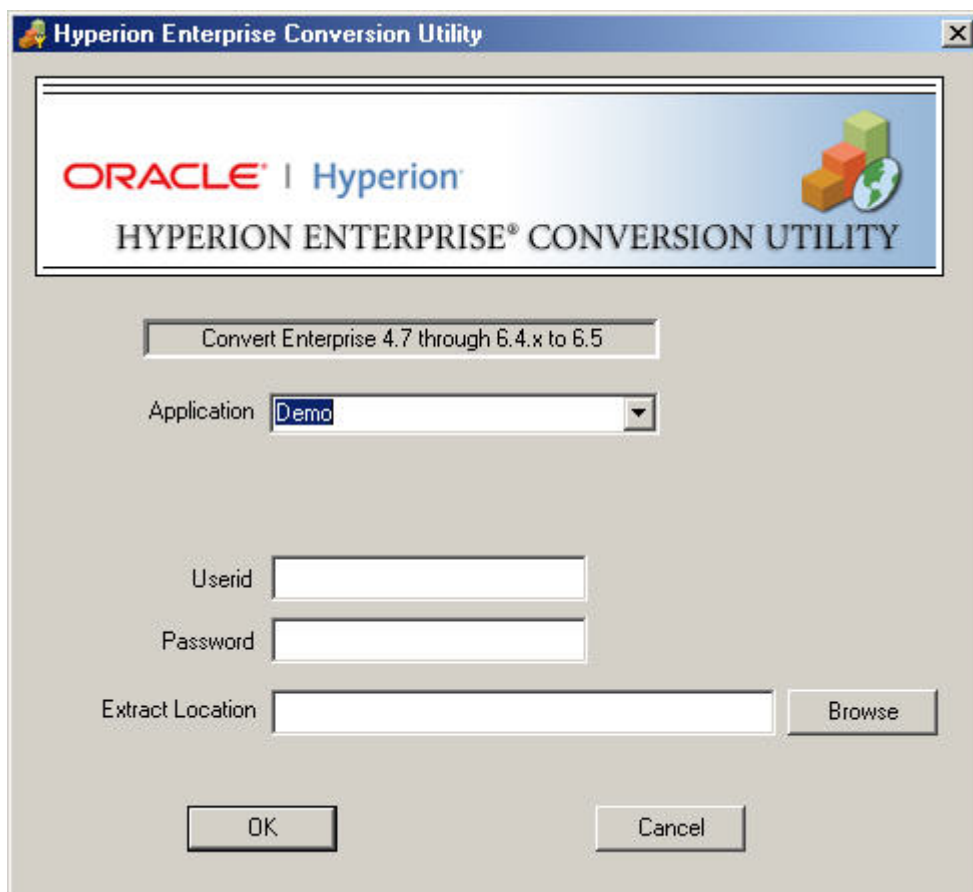 Hyperion Enterprise Conversion Utility
ORACLE® | Hyperion
HYPERION ENTERPRISE® CONVERSION UTILITY
Convert Enterprise 4.7 through 6.4.x to 6.5
Application Demo
Userid
Password
Extract Location Browse
OK Cancel